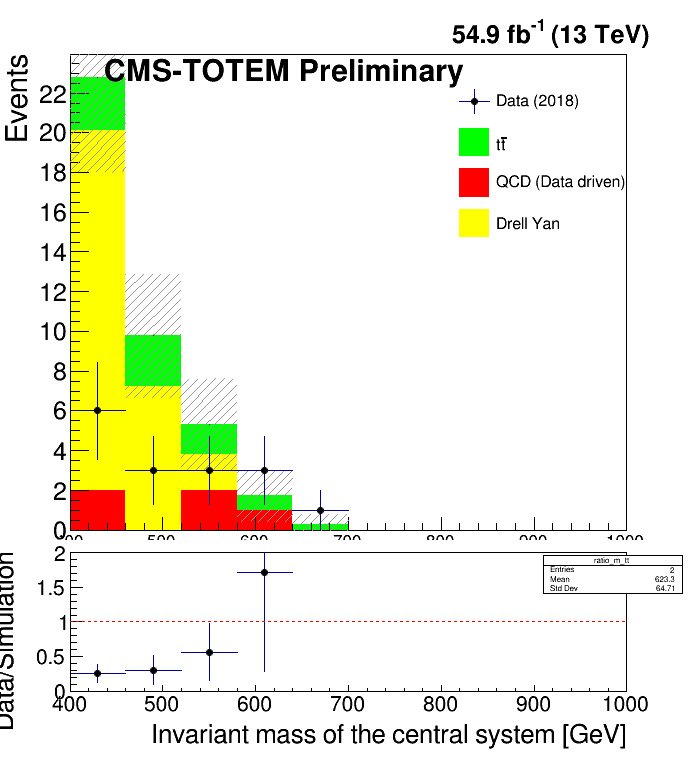 54.9 fb-1 (13 TeV)
CMS-TOTEM Preliminary
Events
22
20
18
16
14
12
10
8
6
4
2
0
Data (2018)
tt̄
QCD (Data driven)
Drell Yan
400 500 600 700 800 900 1000
Data/Simulation
2
1.5
1
0.5
0
ratio_m_tt
Entries 2
Mean 623.3
Std Dev 64.71
400 500 600 700 800 900 1000
Invariant mass of the central system [GeV]